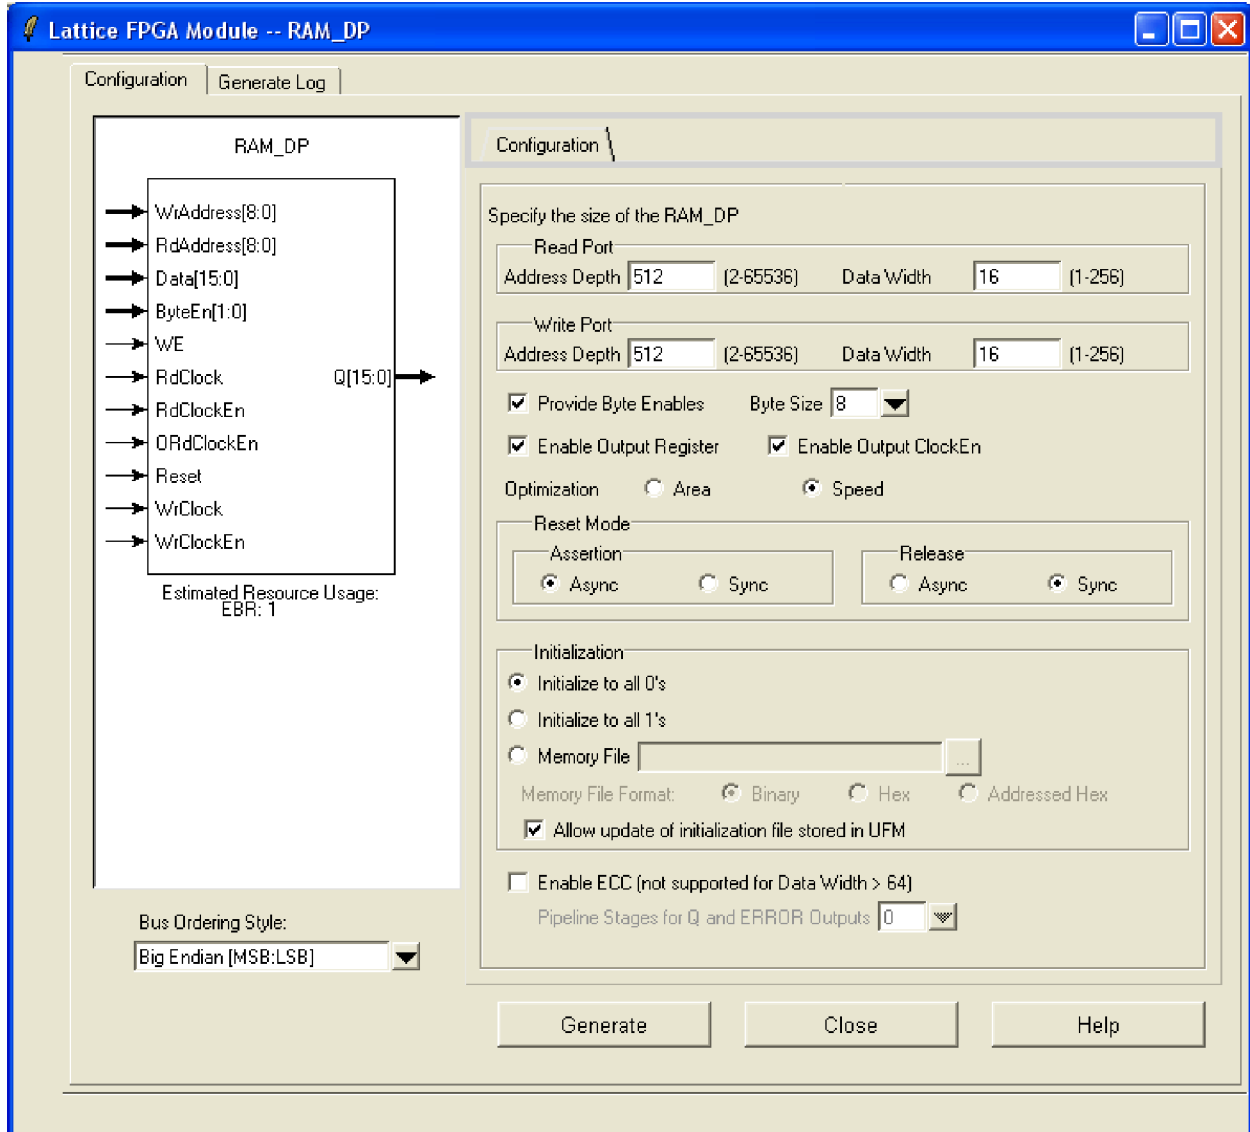 Lattice FPGA Module -- RAM_DP
Configuration
Generate Log
RAM_DP
WrAddress[8:0]
RdAddress[8:0]
Data[15:0]
ByteEn[1:0]
WE
RdClock
Q[15:0]
RdClockEn
ORdClockEn
Reset
WrClock
WrClockEn
Estimated Resource Usage:
EBR: 1
Bus Ordering Style:
Big Endian [MSB:LSB]
Configuration
Specify the size of the RAM_DP
Read Port
Address Depth 512 (2-65536) Data Width 16 (1-256)
Write Port
Address Depth 512 (2-65536) Data Width 16 (1-256)
Provide Byte Enables Byte Size 8
Enable Output Register Enable Output ClockEn
Optimization Area Speed
Reset Mode
Assertion
Async Sync
Release
Async Sync
Initialization
Initialize to all 0's
Initialize to all 1's
Memory File ...
Memory File Format: Binary Hex Addressed Hex
Allow update of initialization file stored in UFM
Enable ECC (not supported for Data Width > 64)
Pipeline Stages for Q and ERROR Outputs 0
Generate Close Help